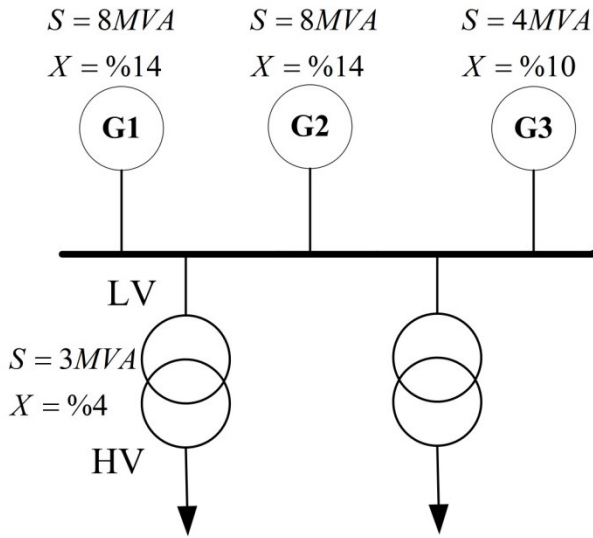 S = 8MVA
X = %14
S = 8MVA
X = %14
S = 4MVA
X = %10
G1
G2
G3
LV
S = 3MVA
X = %4
HV